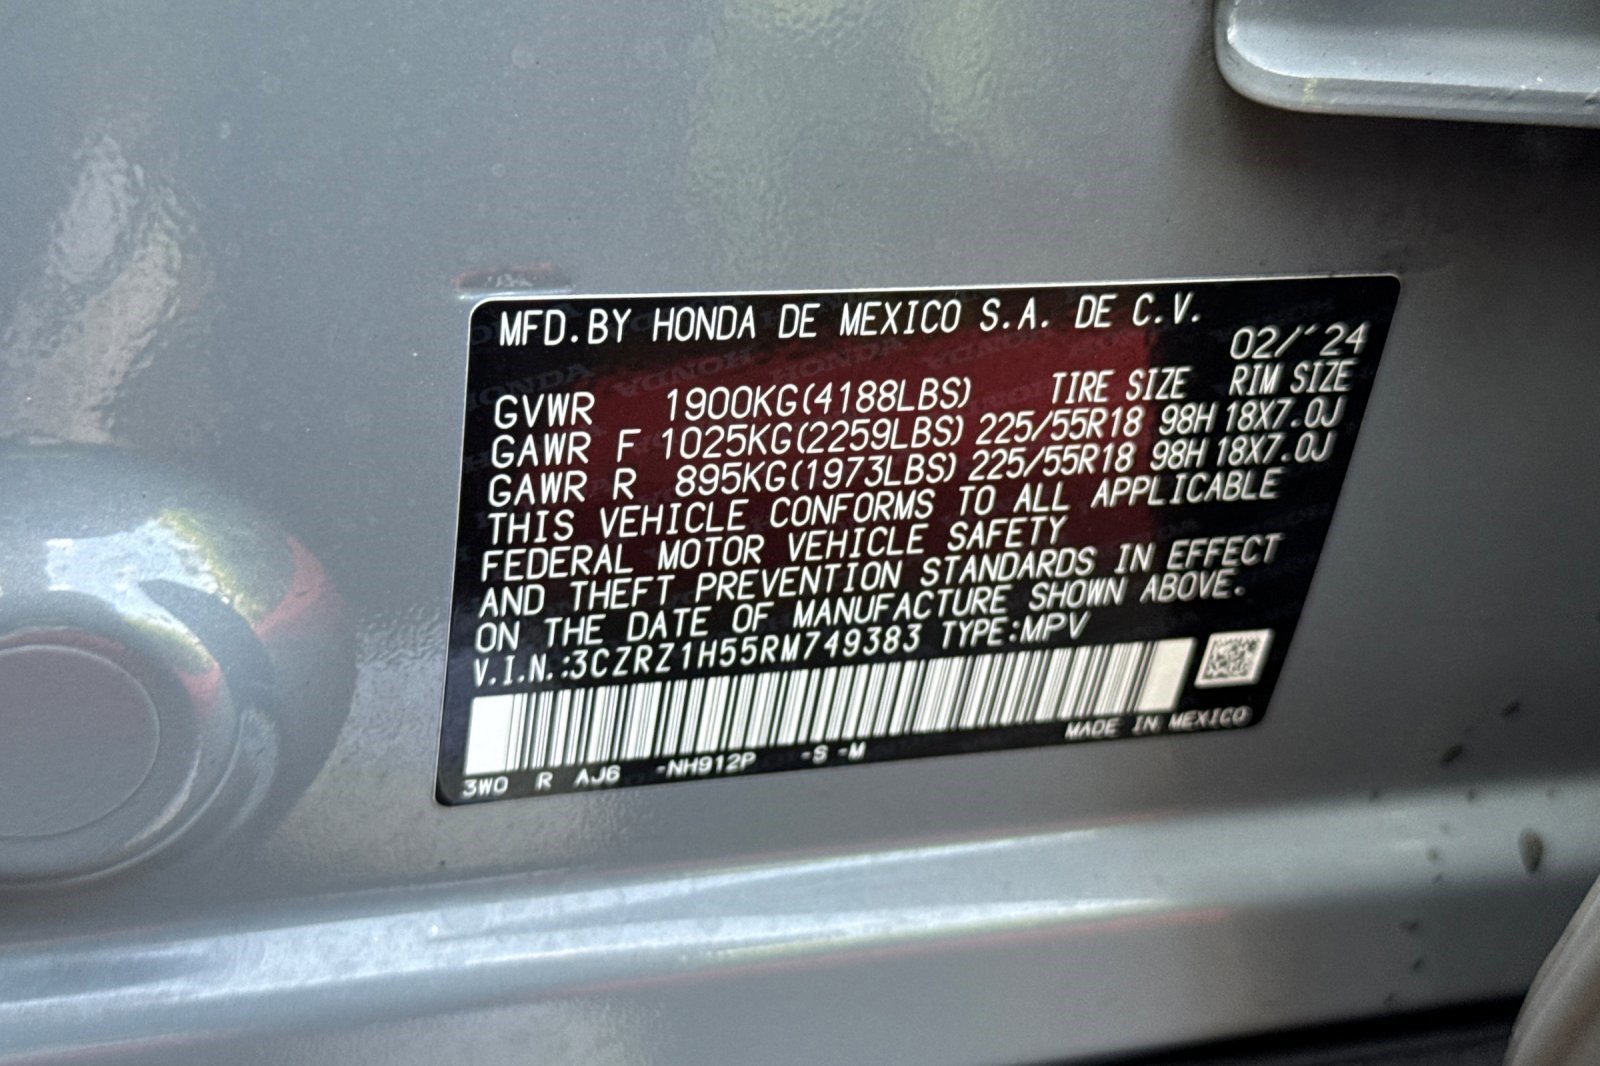 MFD.BY HONDA DE MEXICO S.A. DE C.V.
02/'24
GVWR 1900KG(4188LBS) TIRE SIZE RIM SIZE
GAWR F 1025KG(2259LBS) 225/55R18 98H 18X7.0J
GAWR R 895KG(1973LBS) 225/55R18 98H 18X7.0J
THIS VEHICLE CONFORMS TO ALL APPLICABLE
FEDERAL MOTOR VEHICLE SAFETY
AND THEFT PREVENTION STANDARDS IN EFFECT
ON THE DATE OF MANUFACTURE SHOWN ABOVE.
V.I.N.:3CZRZ1H55RM749383 TYPE:MPV
MADE IN MEXICO
3W0 R AJ6 -NH912P -S -M